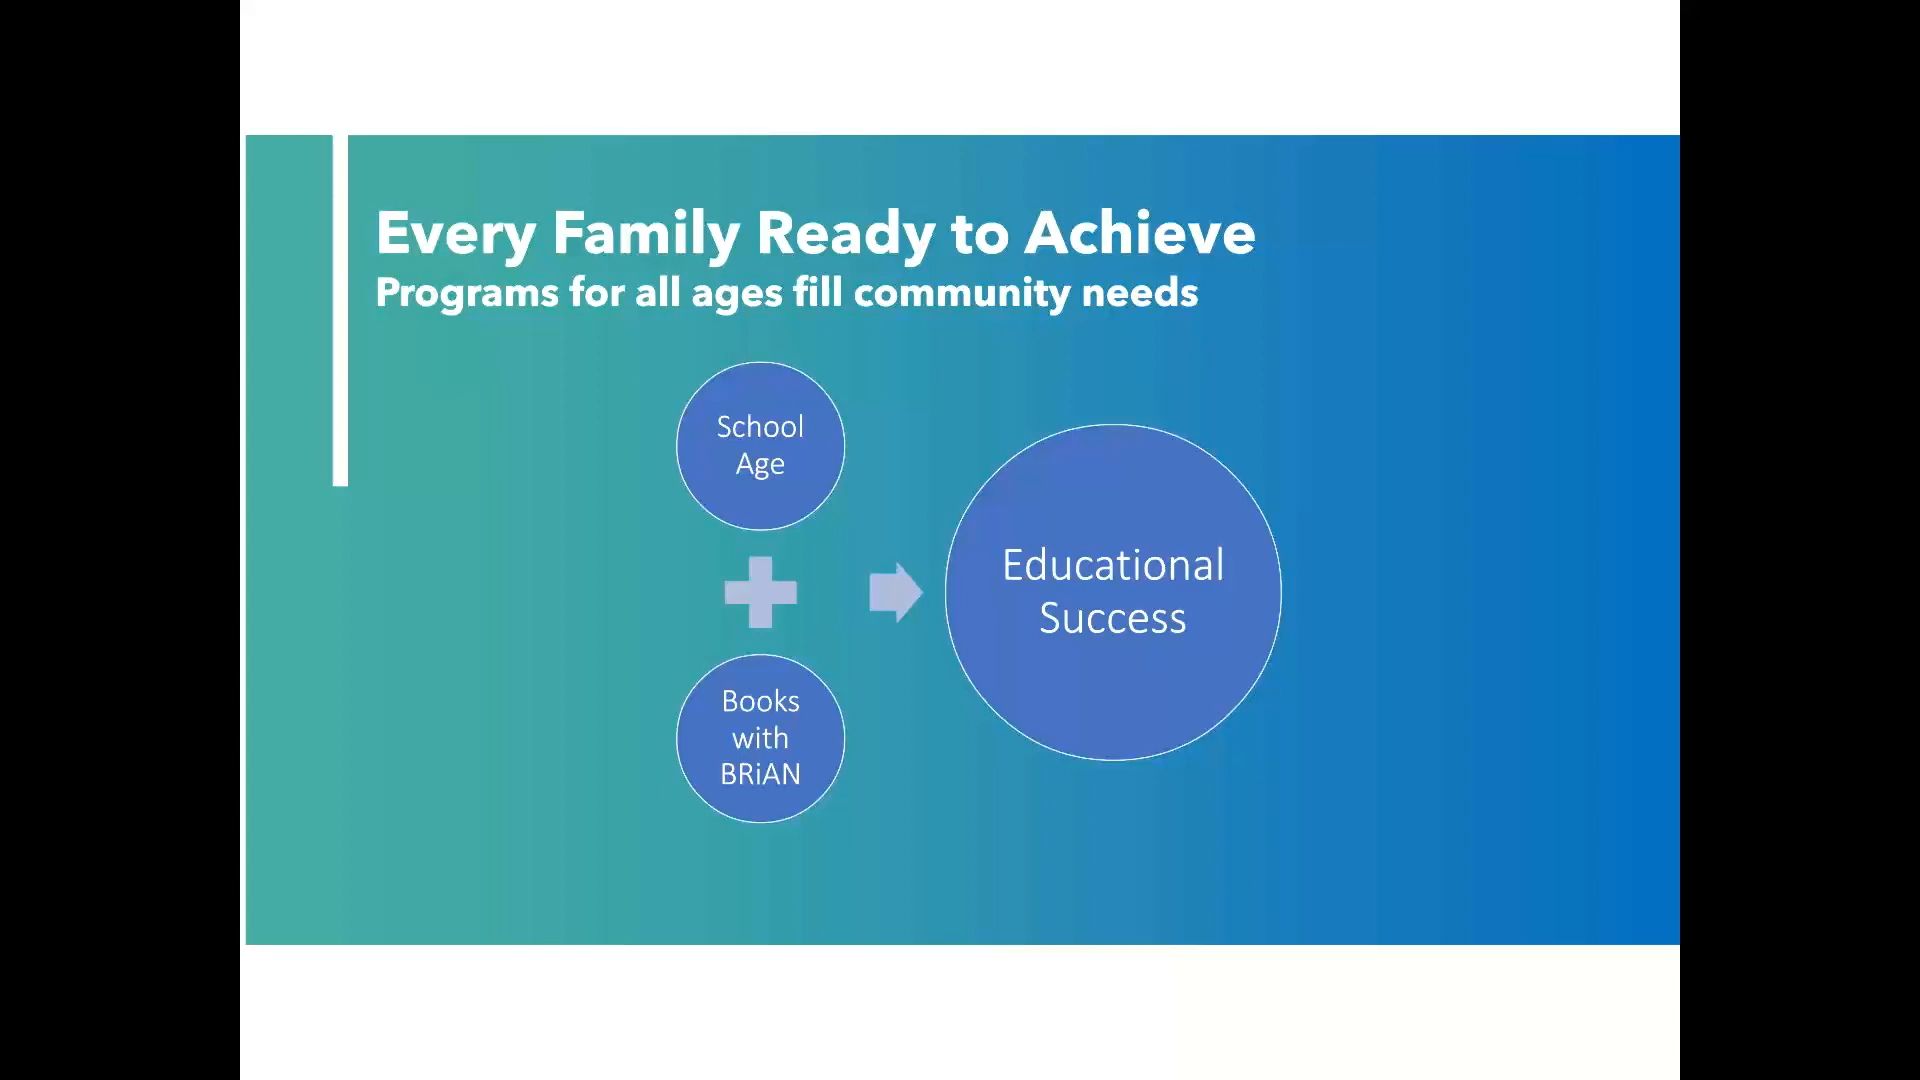 Every Family Ready to Achieve
Programs for all ages fill community needs
School
Age
Books
with
BRiAN
Educational
Success